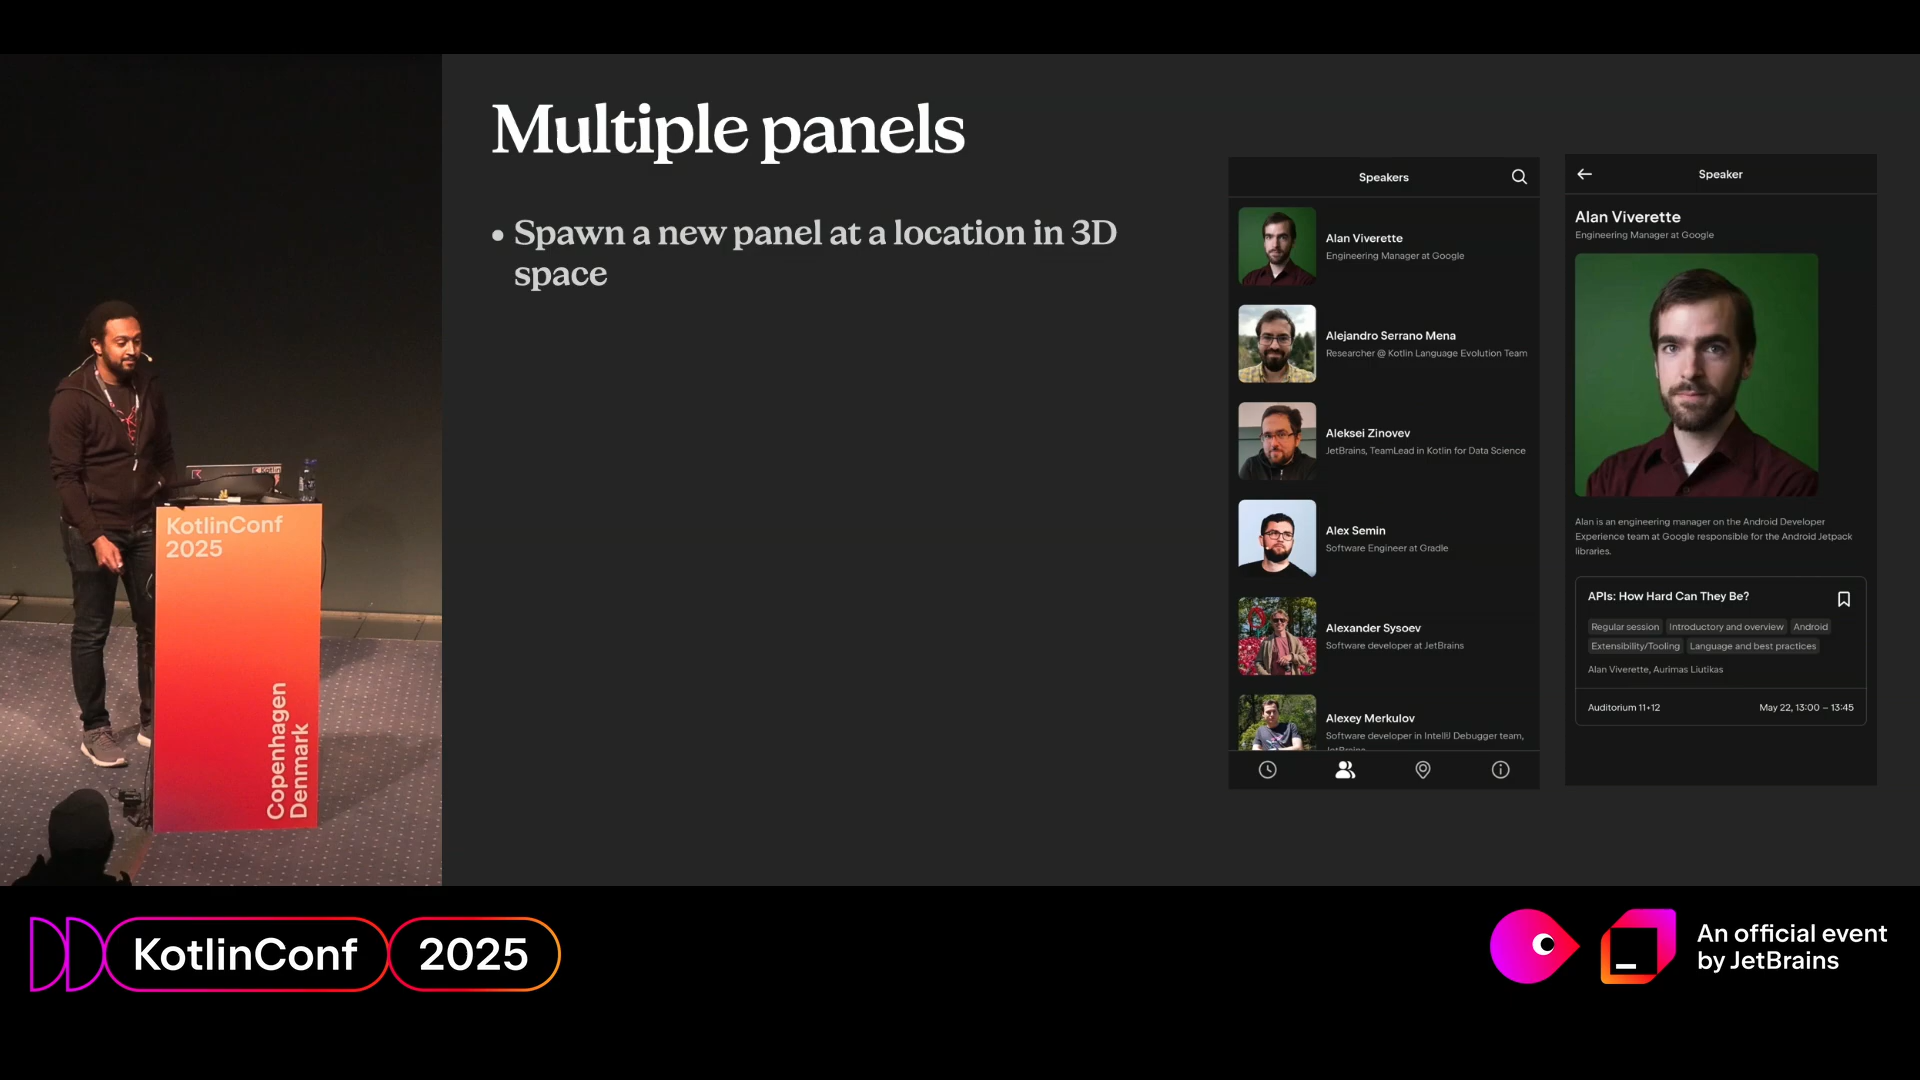 Multiple panels
• Spawn a new panel at a location in 3D
space
Speakers
Alan Viverette
Engineering Manager at Google
Alejandro Serrano Mena
Researcher @ Kotlin Language Evolution Team
Aleksei Zinovev
JetBrains, TeamLead in Kotlin for Data Science
Alex Semin
Software Engineer at Gradle
Alexander Sysoev
Software developer at JetBrains
Alexey Merkulov
Software developer in IntelliJ Debugger team,
JetBrains
Speaker
Alan Viverette
Engineering Manager at Google
Alan is an engineering manager on the Android Developer
Experience team at Google responsible for the Android Jetpack
libraries.
APIs: How Hard Can They Be?
Regular session Introductory and overview Android
Extensibility/Tooling Language and best practices
Alan Viverette, Aurimas Liutikas
Auditorium 11+12 May 22, 13:00 – 13:45
Kotlin
KotlinConf
2025
Copenhagen
Denmark
KotlinConf 2025
An official event
by JetBrains